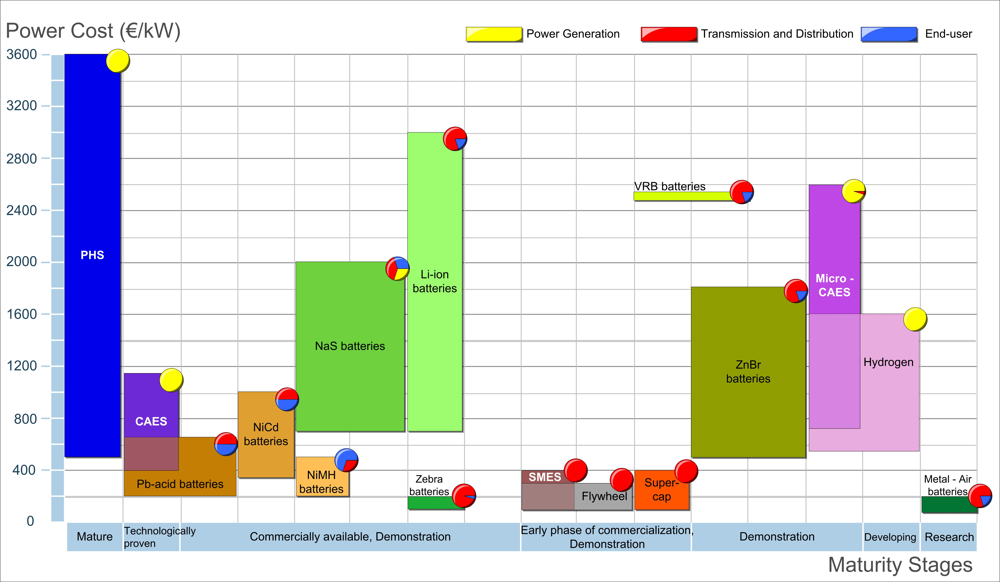 Power Cost (€/kW)
Power Generation
Transmission and Distribution
End-user
3600
3200
2800
2400
2000
1600
1200
800
400
0
PHS
CAES
Pb-acid batteries
NiCd
batteries
NaS batteries
NiMH
batteries
Li-ion
batteries
Zebra
batteries
SMES
Flywheel
Super-
cap
VRB batteries
ZnBr
batteries
Micro -
CAES
Hydrogen
Metal - Air
batteries
Mature
Technologically
proven
Commercially available, Demonstration
Early phase of commercialization,
Demonstration
Demonstration
Developing
Research
Maturity Stages